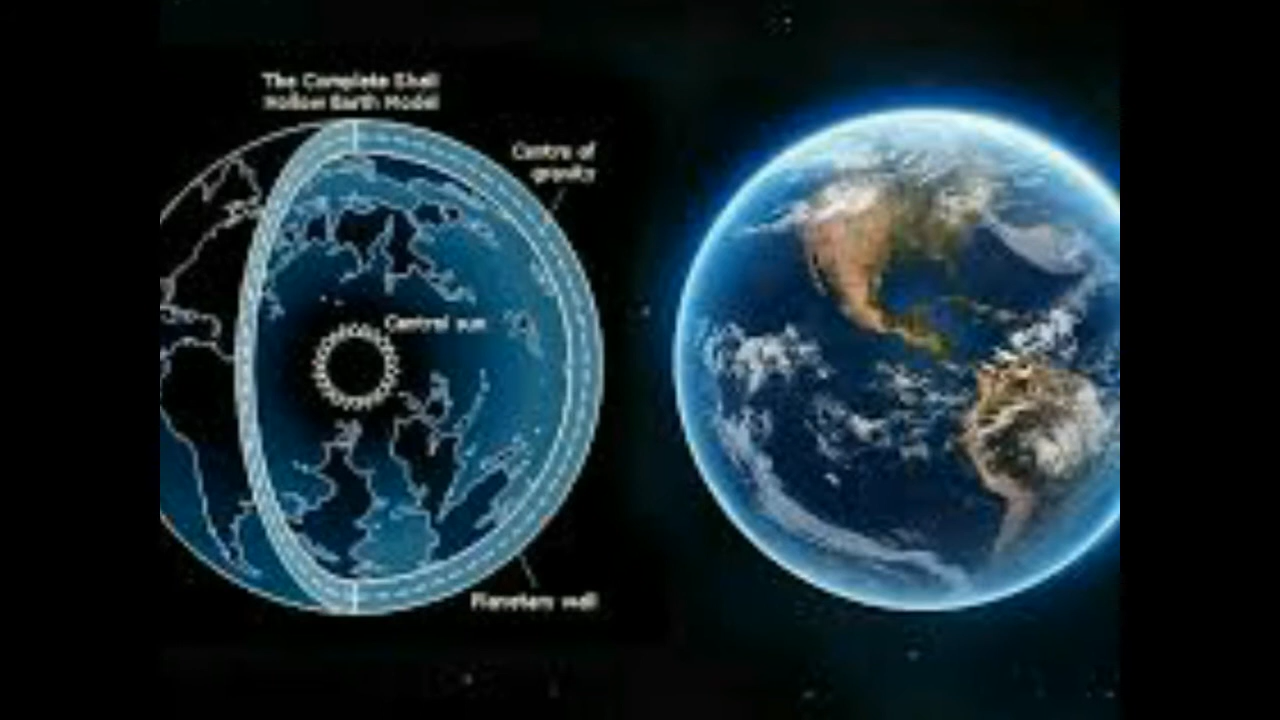 The Complete Shell
Hollow Earth Model
Centre of
gravity
Central sun
Planetary wall